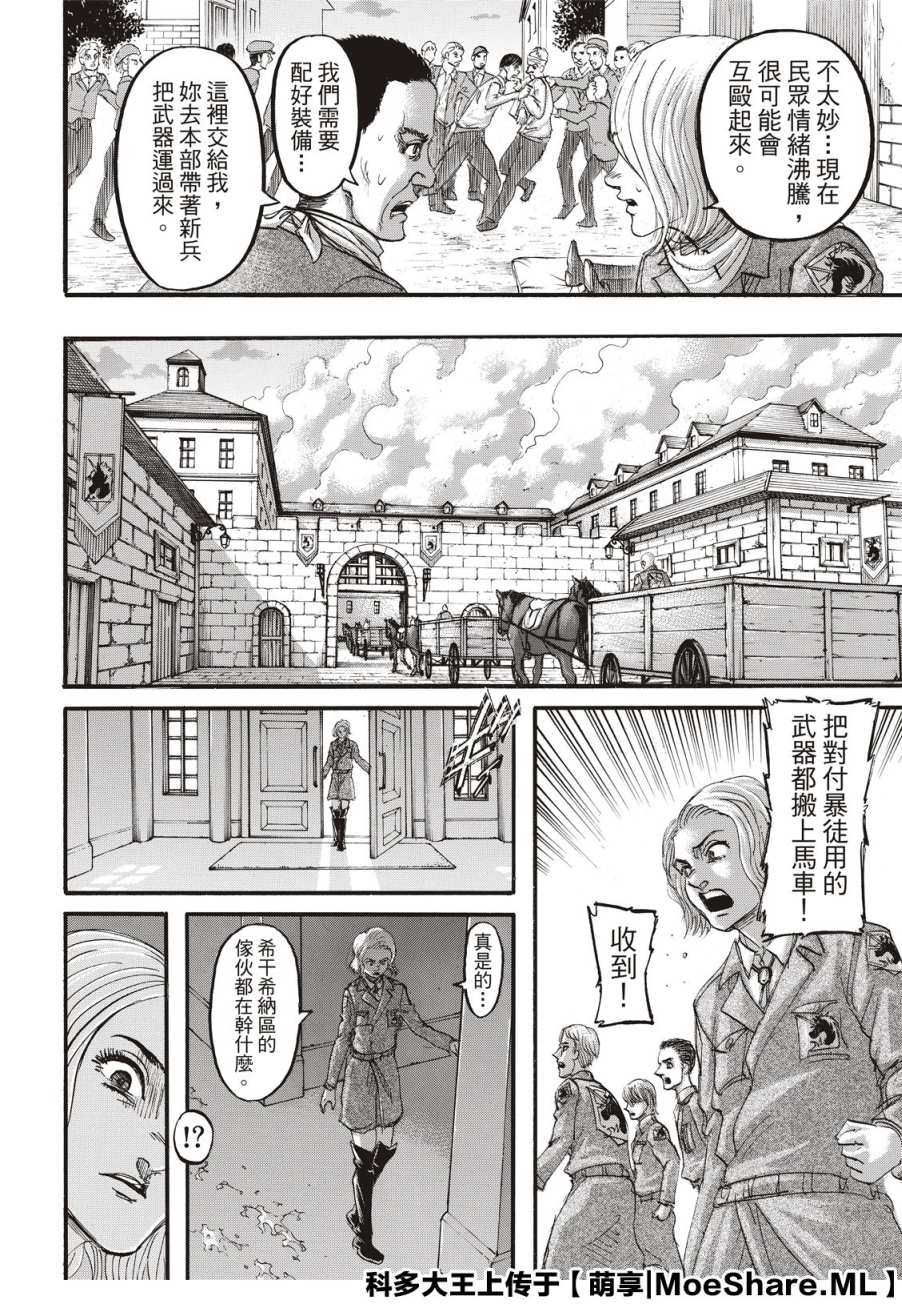 不太妙…現在
民眾情緒沸騰，
很可能會
互毆起來。
我們需要
配好裝備…
這裡交給我，
妳去本部帶著新兵
把武器運過來。
把對付暴徒用的
武器都搬上馬車！
收到！
真是的…
希干希納區的
傢伙都在幹什麼。
!?
科多大王上传于【萌享|MoeShare.ML】